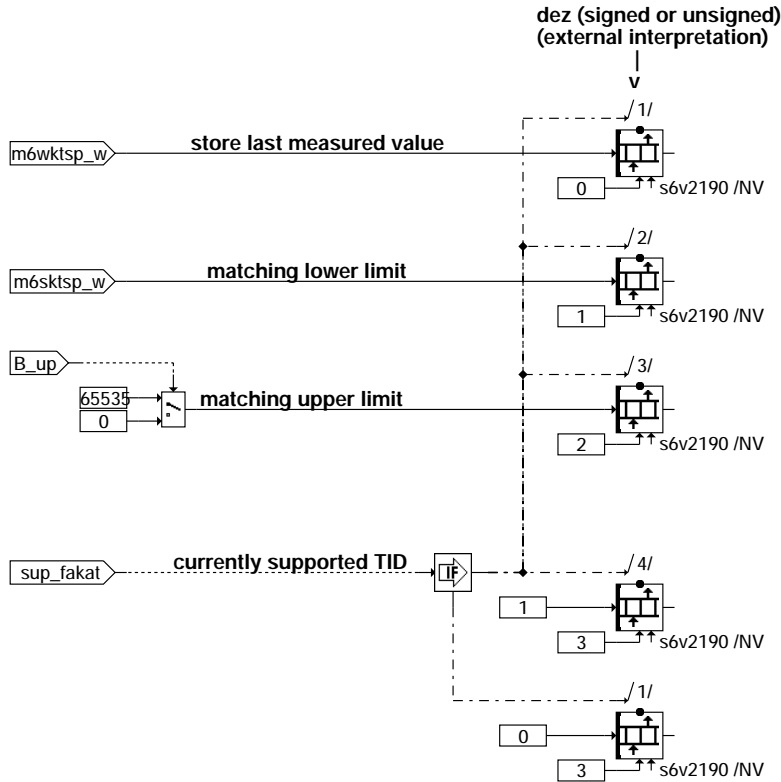 dez (signed or unsigned)
(external interpretation)
v
/1/
m6wktsp_w
store last measured value
0
s6v2190 /NV
/2/
m6sktsp_w
matching lower limit
1
s6v2190 /NV
B_up
/3/
65535
0
matching upper limit
2
s6v2190 /NV
sup_fakat
currently supported TID
IF
/4/
1
3
s6v2190 /NV
/1/
0
3
s6v2190 /NV